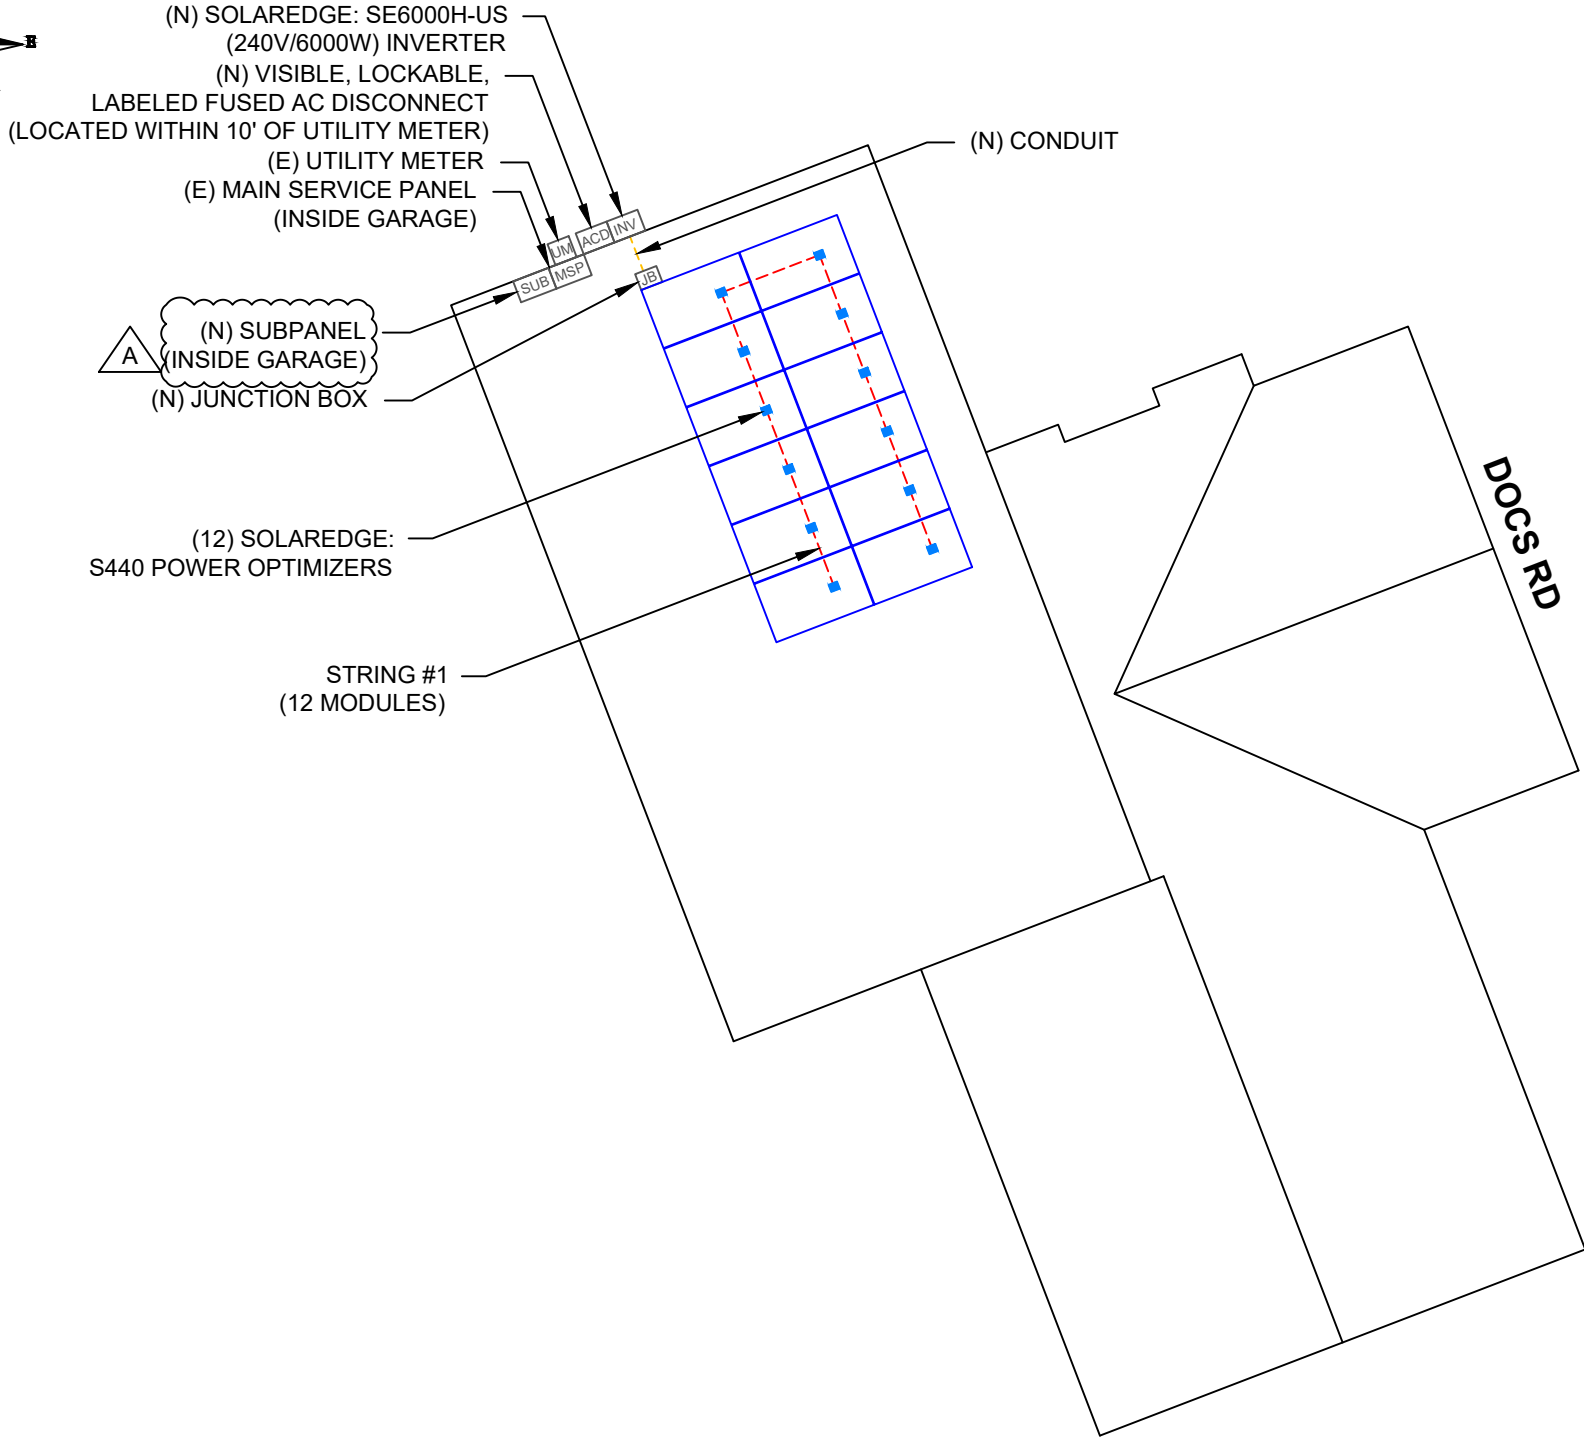 (N) SOLAREDGE: SE6000H-US
(240V/6000W) INVERTER
(N) VISIBLE, LOCKABLE,
LABELED FUSED AC DISCONNECT
(LOCATED WITHIN 10' OF UTILITY METER)
(E) UTILITY METER
(E) MAIN SERVICE PANEL
(INSIDE GARAGE)
(N) CONDUIT
INV
ACD
UM
MSP
SUB
JB
(N) SUBPANEL
(INSIDE GARAGE)
A
(N) JUNCTION BOX
(12) SOLAREDGE:
S440 POWER OPTIMIZERS
STRING #1
(12 MODULES)
DOCS RD